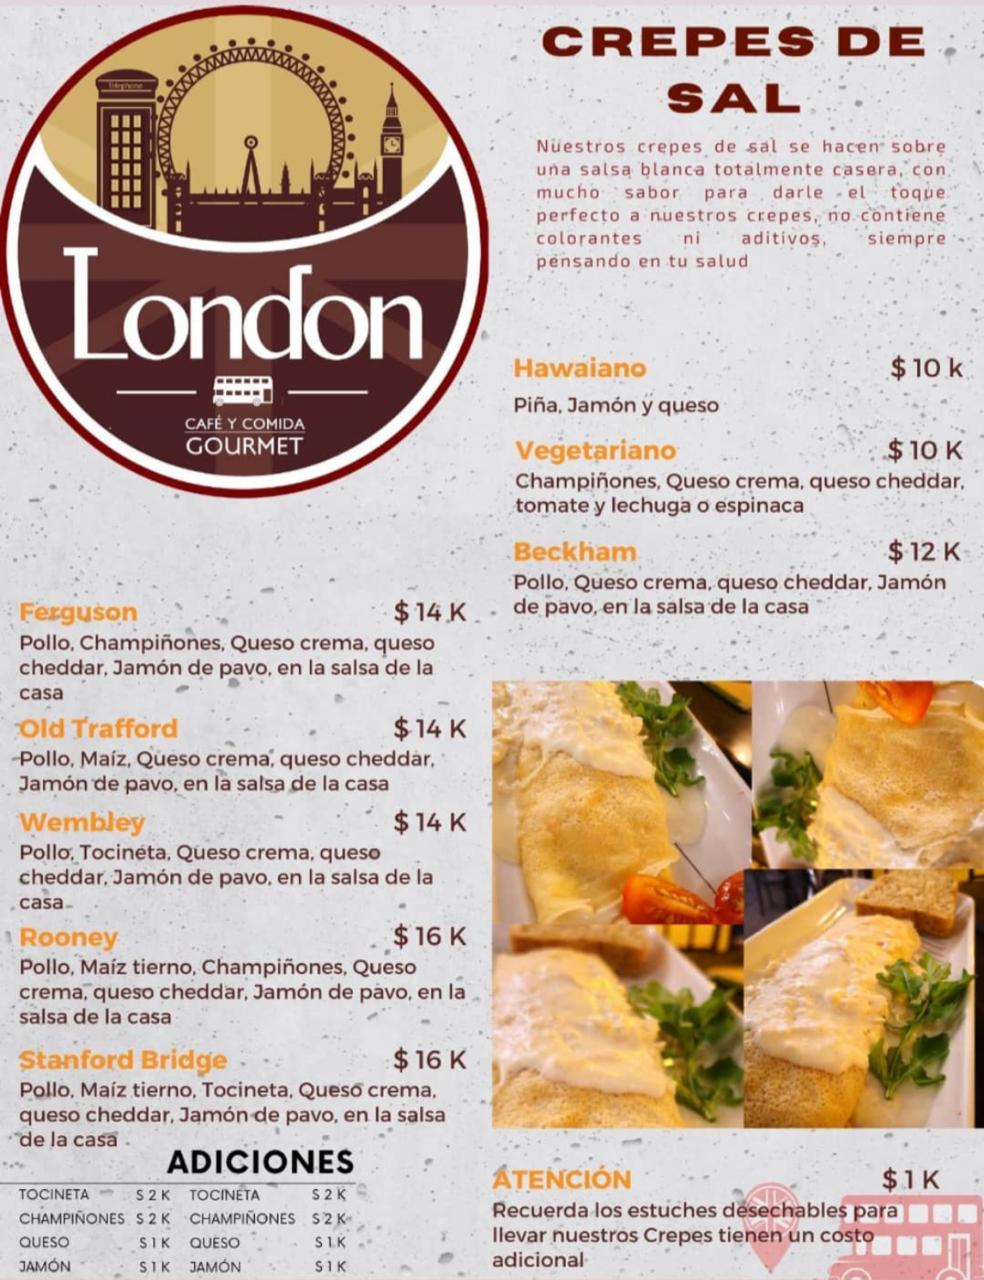 Telephone
London
CAFÉ Y COMIDA
GOURMET
CREPES DE
SAL
Nuestros crepes de sal se hacen sobre
una salsa blanca totalmente casera, con
mucho sabor para darle el toque
perfecto a nuestros crepes, no contiene
colorantes ni aditivos, siempre
pensando en tu salud
Hawaiano $ 10 k
Piña, Jamón y queso
Vegetariano $ 10 K
Champiñones, Queso crema, queso cheddar,
tomate y lechuga o espinaca
Beckham $ 12 K
Pollo, Queso crema, queso cheddar, Jamón
de pavo, en la salsa de la casa
Ferguson $ 14 K
Pollo, Champiñones, Queso crema, queso
cheddar, Jamón de pavo, en la salsa de la
casa
Old Trafford $ 14 K
Pollo, Maíz, Queso crema, queso cheddar,
Jamón de pavo, en la salsa de la casa
Wembley $ 14 K
Pollo, Tocineta, Queso crema, queso
cheddar, Jamón de pavo, en la salsa de la
casa
Rooney $ 16 K
Pollo, Maíz tierno, Champiñones, Queso
crema, queso cheddar, Jamón de pavo, en la
salsa de la casa
Stanford Bridge $ 16 K
Pollo, Maíz tierno, Tocineta, Queso crema,
queso cheddar, Jamón de pavo, en la salsa
de la casa
ADICIONES
TOCINETA $ 2 K TOCINETA $ 2 K
CHAMPIÑONES $ 2 K CHAMPIÑONES $ 2 K
QUESO $ 1 K QUESO $ 1 K
JAMÓN $ 1 K JAMÓN $ 1 K
ATENCIÓN $ 1 K
Recuerda los estuches desechables para
llevar nuestros Crepes tienen un costo
adicional